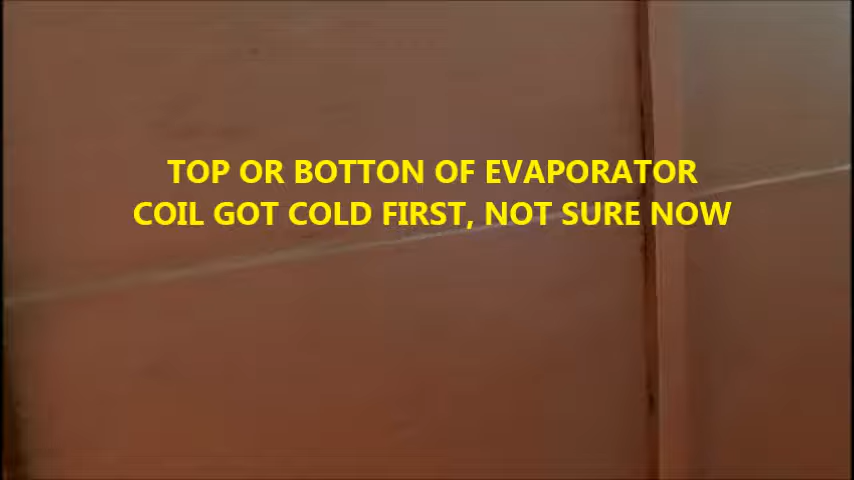 TOP OR BOTTON OF EVAPORATOR
COIL GOT COLD FIRST, NOT SURE NOW